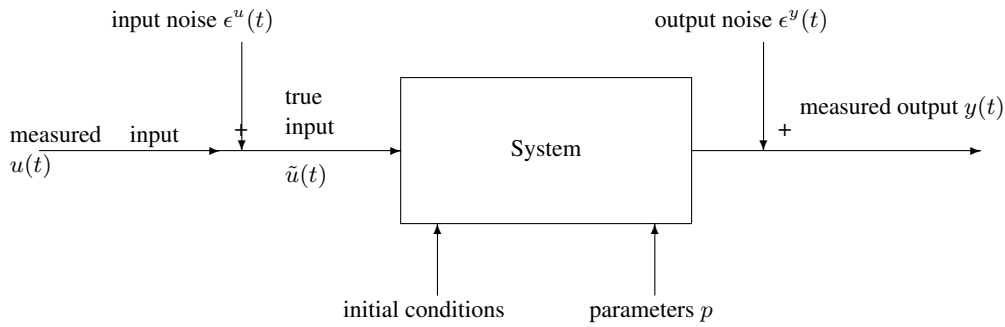 input noise ϵ^u(t)
output noise ϵ^y(t)
true
input
measured input
u(t)
+
ũ(t)
System
+
measured output y(t)
initial conditions
parameters p